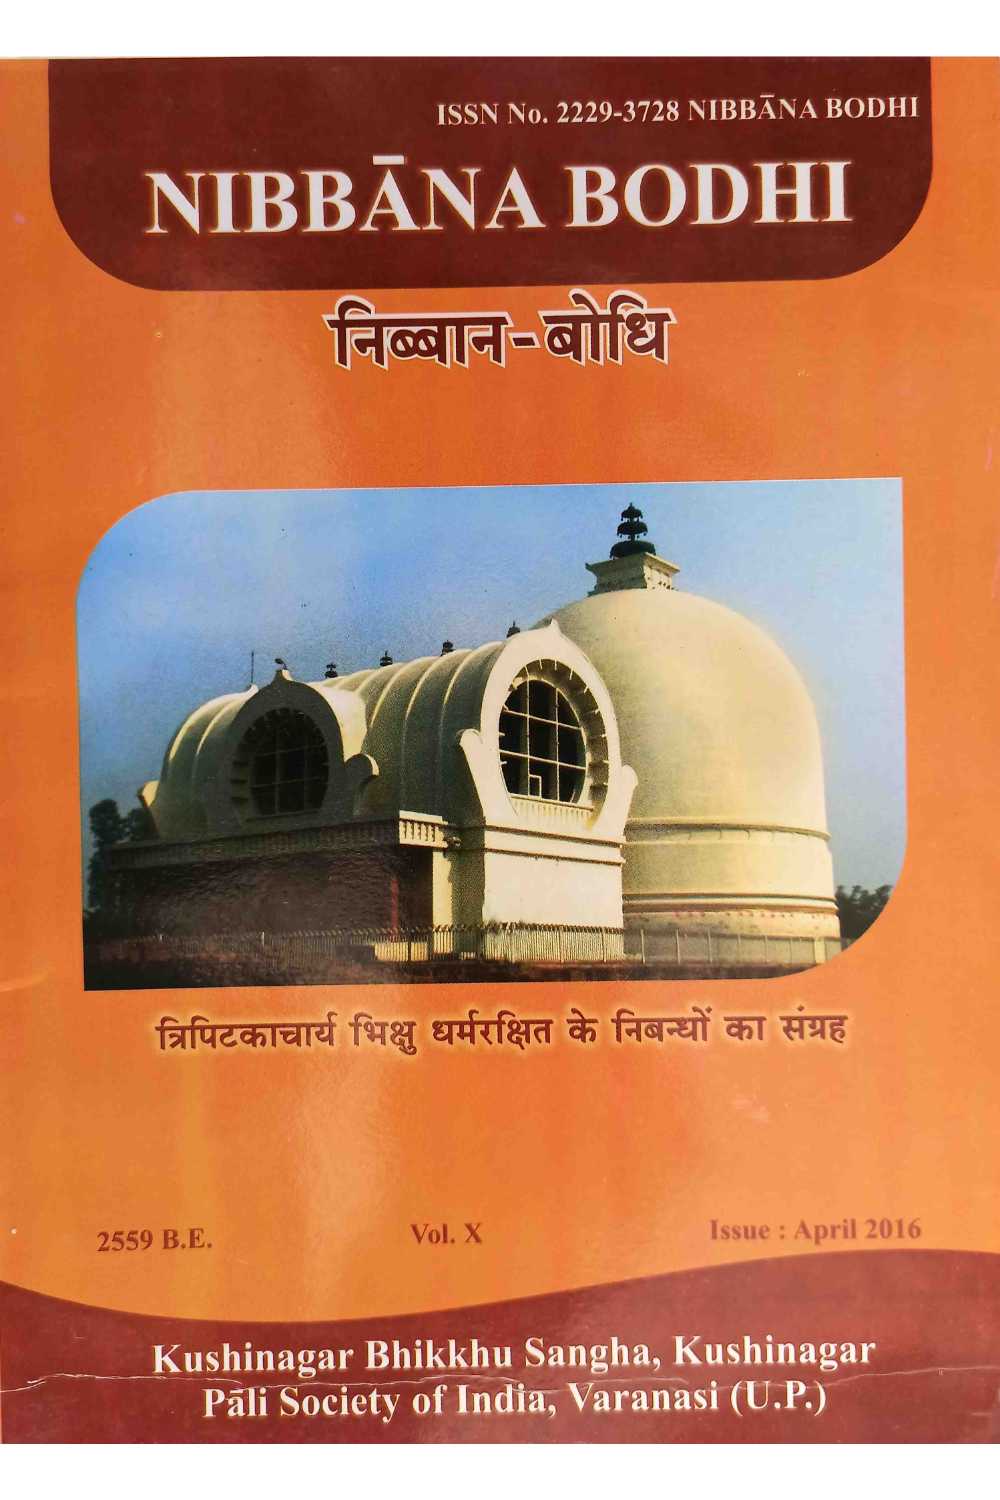 ISSN No. 2229-3728 NIBBĀNA BODHI
NIBBĀNA BODHI
निब्बान-बोधि
त्रिपिटकाचार्य भिक्षु धर्मरक्षित के निबन्धों का संग्रह
2559 B.E. Vol. X Issue : April 2016
Kushinagar Bhikkhu Sangha, Kushinagar
Pāli Society of India, Varanasi (U.P.)